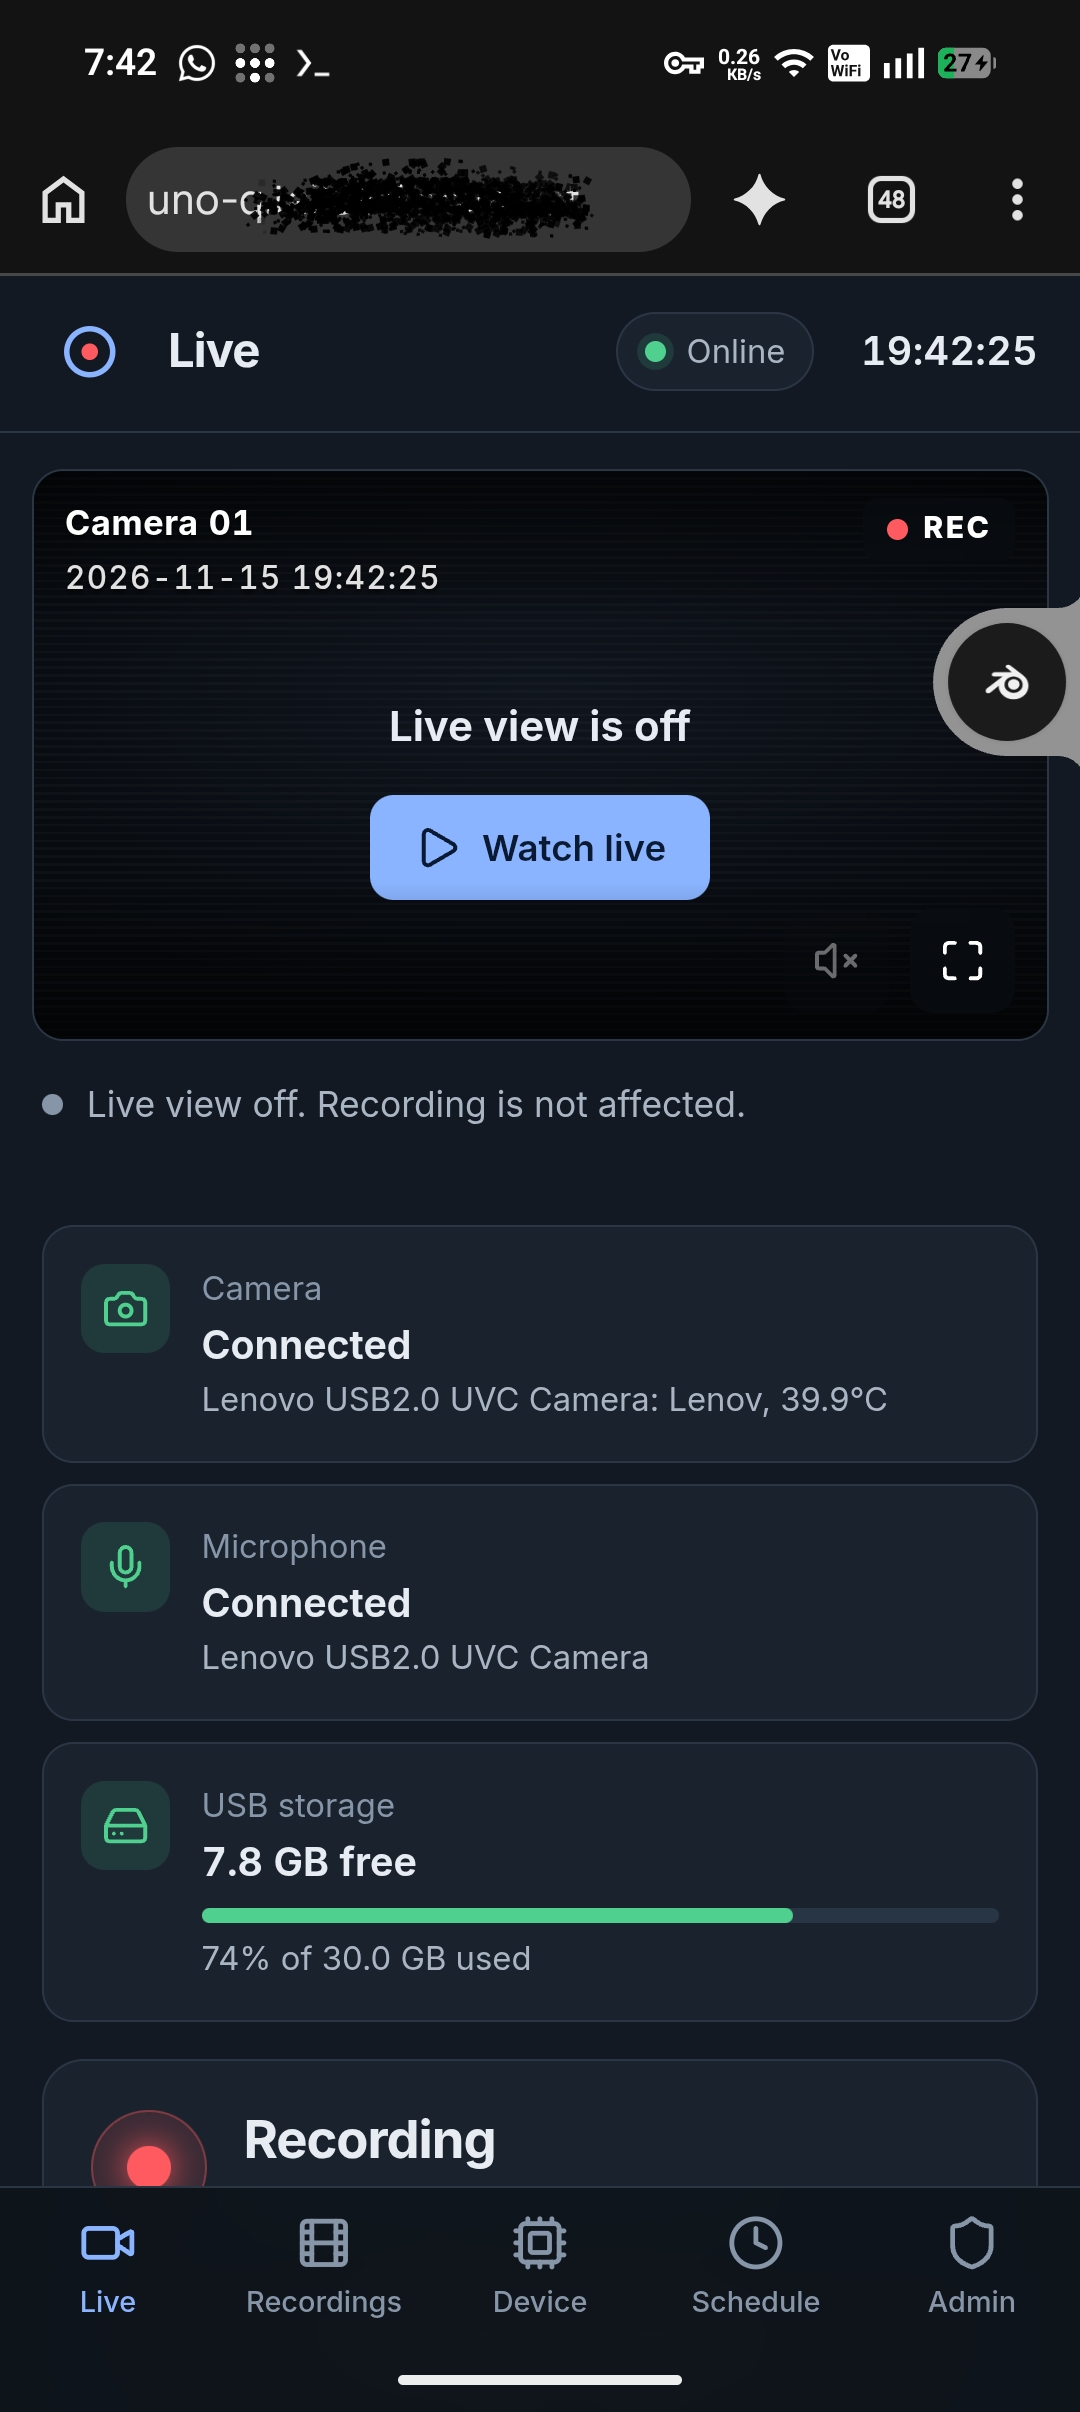 7:42
0.26
KB/s
Vo
WiFi
27
48
Live
Online
19:42:25
Camera 01
REC
2026-11-15 19:42:25
Live view is off
Watch live
Live view off. Recording is not affected.
Camera
Connected
Lenovo USB2.0 UVC Camera: Lenov, 39.9°C
Microphone
Connected
Lenovo USB2.0 UVC Camera
USB storage
7.8 GB free
74% of 30.0 GB used
Recording
Live
Recordings
Device
Schedule
Admin